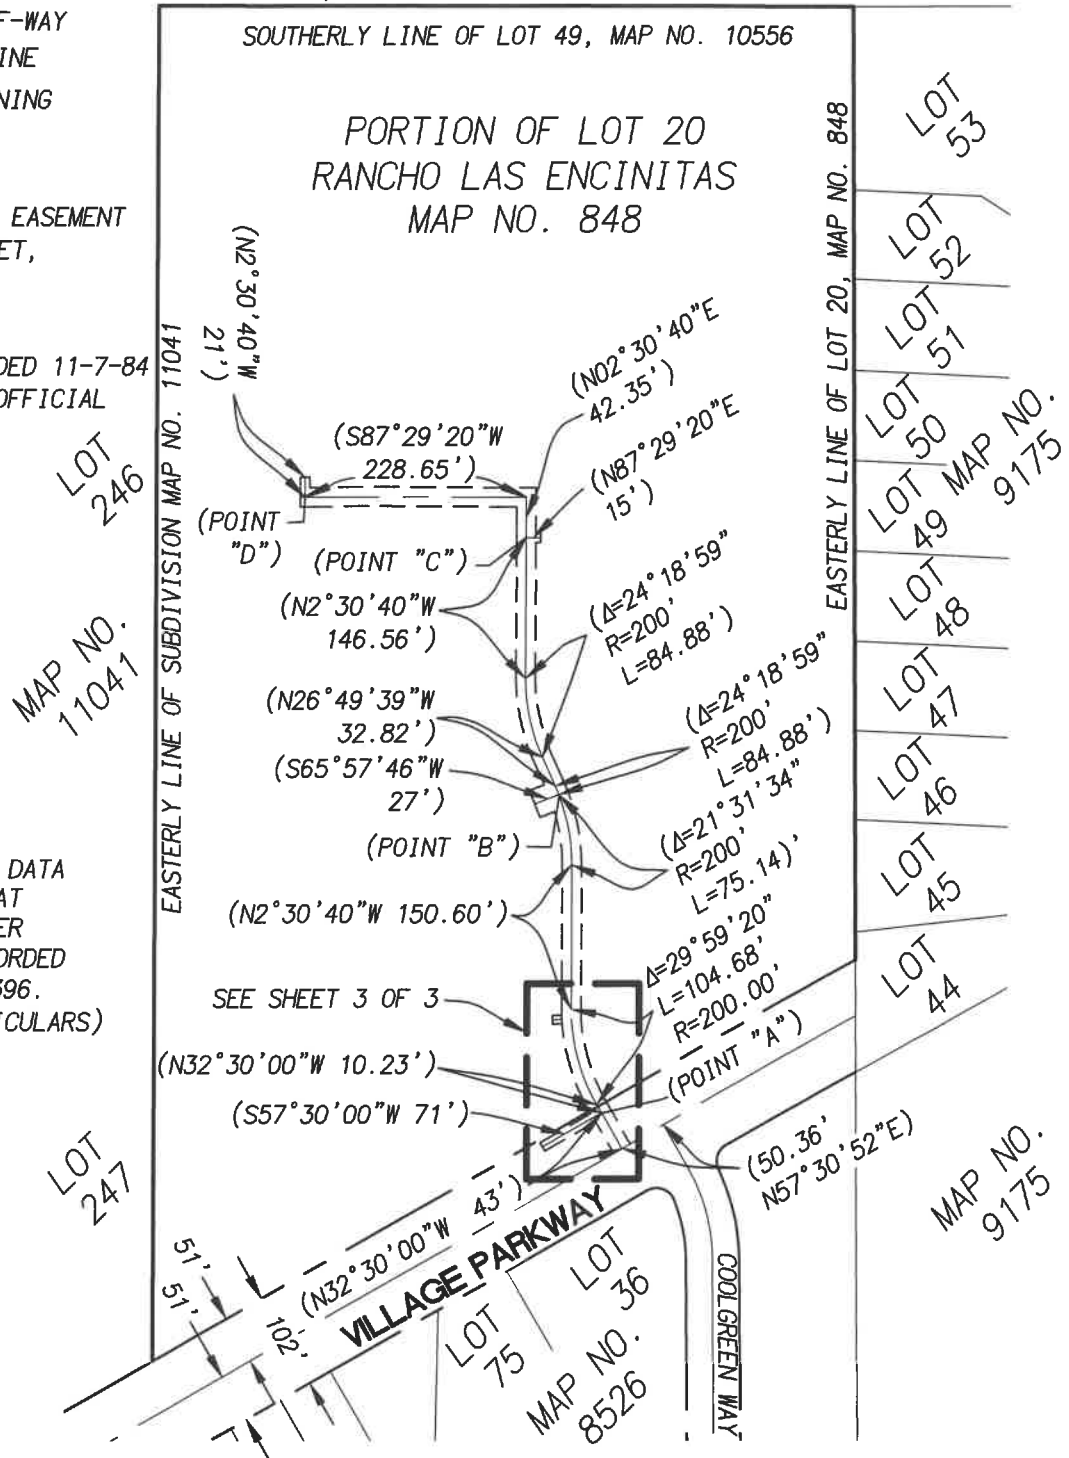 F-WAY
INE
NING
EASEMENT
ET,
DED 11-7-84
OFFICIAL
SOUTHERLY LINE OF LOT 49, MAP NO. 10556
PORTION OF LOT 20
RANCHO LAS ENCINITAS
MAP NO. 848
EASTERLY LINE OF LOT 20, MAP NO. 848
EASTERLY LINE OF SUBDIVISION MAP NO. 11041
LOT
53
LOT
52
LOT
51
LOT
50
LOT
49
MAP NO.
9175
LOT
48
LOT
47
LOT
46
LOT
45
LOT
44
LOT
246
MAP NO.
11041
LOT
247
(N2°30'40"W
21')
(S87°29'20"W
228.65')
(N02°30'40"E
42.35')
(N87°29'20"E
15')
(POINT
"D")
(POINT "C")
(N2°30'40"W
146.56')
(Δ=24°18'59"
R=200'
L=84.88')
(N26°49'39"W
32.82')
(Δ=24°18'59"
R=200'
L=84.88')
(S65°57'46"W
27')
(POINT "B")
(Δ=21°31'34"
R=200'
L=75.14)'
DATA
AT
ER
ORDED
396.
ICULARS)
(N2°30'40"W 150.60')
Δ=29°59'20"
L=104.68'
R=200.00'
SEE SHEET 3 OF 3
(POINT "A")
(N32°30'00"W 10.23')
(S57°30'00"W 71')
(50.36'
N57°30'52"E)
MAP NO.
9175
(N32°30'00"W 43')
VILLAGE PARKWAY
51'
51'
102'
LOT
36
LOT
75
MAP NO.
8526
COOLGREEN WAY